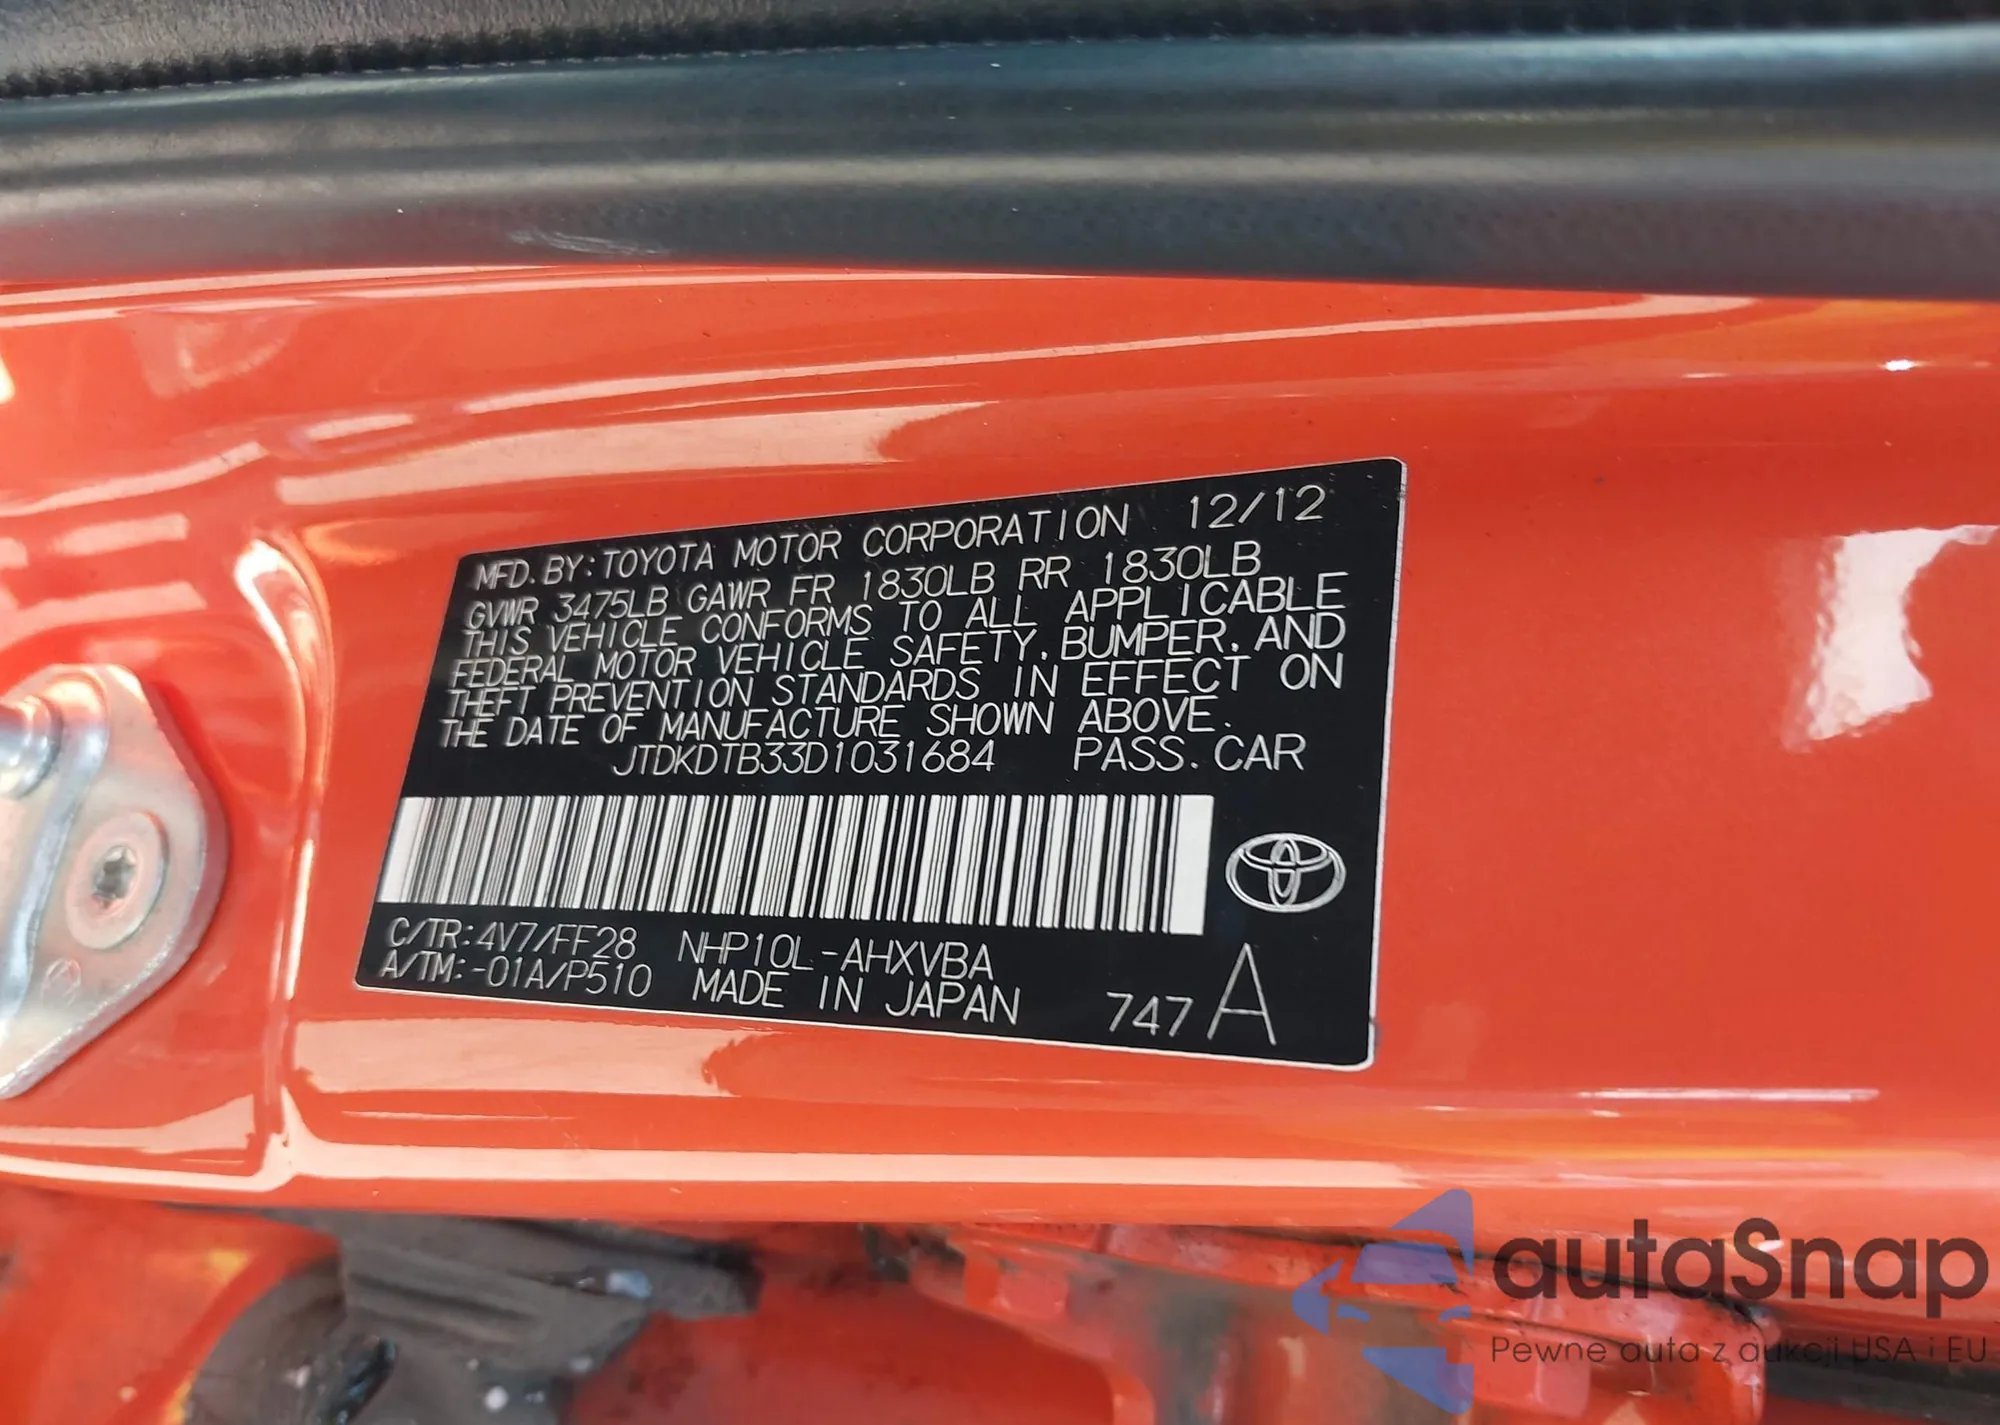 MFD. BY: TOYOTA MOTOR CORPORATION 12/12
GVWR 3475LB GAWR FR 1830LB RR 1830LB
THIS VEHICLE CONFORMS TO ALL APPLICABLE
FEDERAL MOTOR VEHICLE SAFETY, BUMPER, AND
THEFT PREVENTION STANDARDS IN EFFECT ON
THE DATE OF MANUFACTURE SHOWN ABOVE.
JTDKDTB33D1031684 PASS. CAR
C/TR: 4V7/FF28 NHP10L-AHXVBA
A/TM: -01A/P510 MADE IN JAPAN 747 A
autaSnap
Pewne auta z aukcji USA i EU